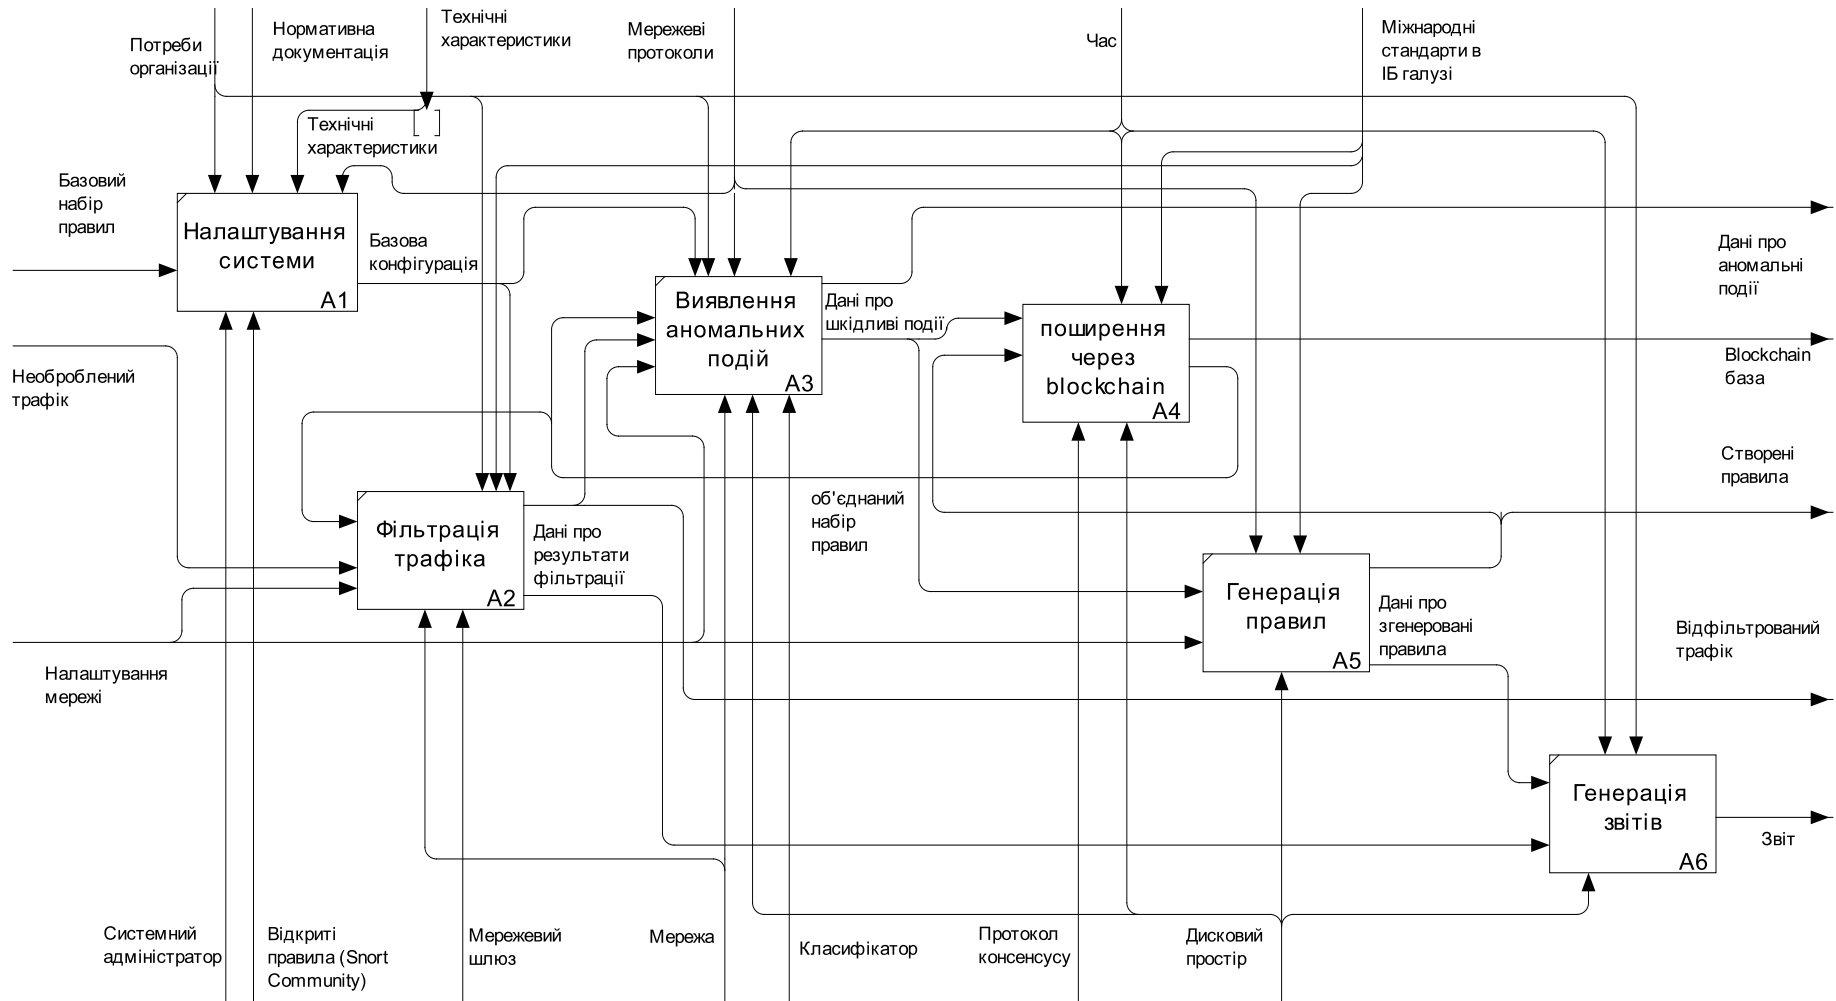 Потреби
організації
Нормативна
документація
Технічні
характеристики
Мережеві
протоколи
Час
Міжнародні
стандарти в
ІБ галузі
Технічні
характеристики
Базовий
набір
правил
Налаштування
системи
A1
Базова
конфігурація
Виявлення
аномальних
подій
A3
Дані про
шкідливі події
поширення
через
blockchain
A4
Дані про
аномальні
події
Blockchain
база
Необроблений
трафік
Створені
правила
об'єднаний
набір
правил
Фільтрація
трафіка
A2
Дані про
результати
фільтрації
Генерація
правил
A5
Дані про
згенеровані
правила
Відфільтрований
трафік
Налаштування
мережі
Генерація
звітів
A6
Звіт
Системний
адміністратор
Відкриті
правила (Snort
Community)
Мережевий
шлюз
Мережа
Класифікатор
Протокол
консенсусу
Дисковий
простір